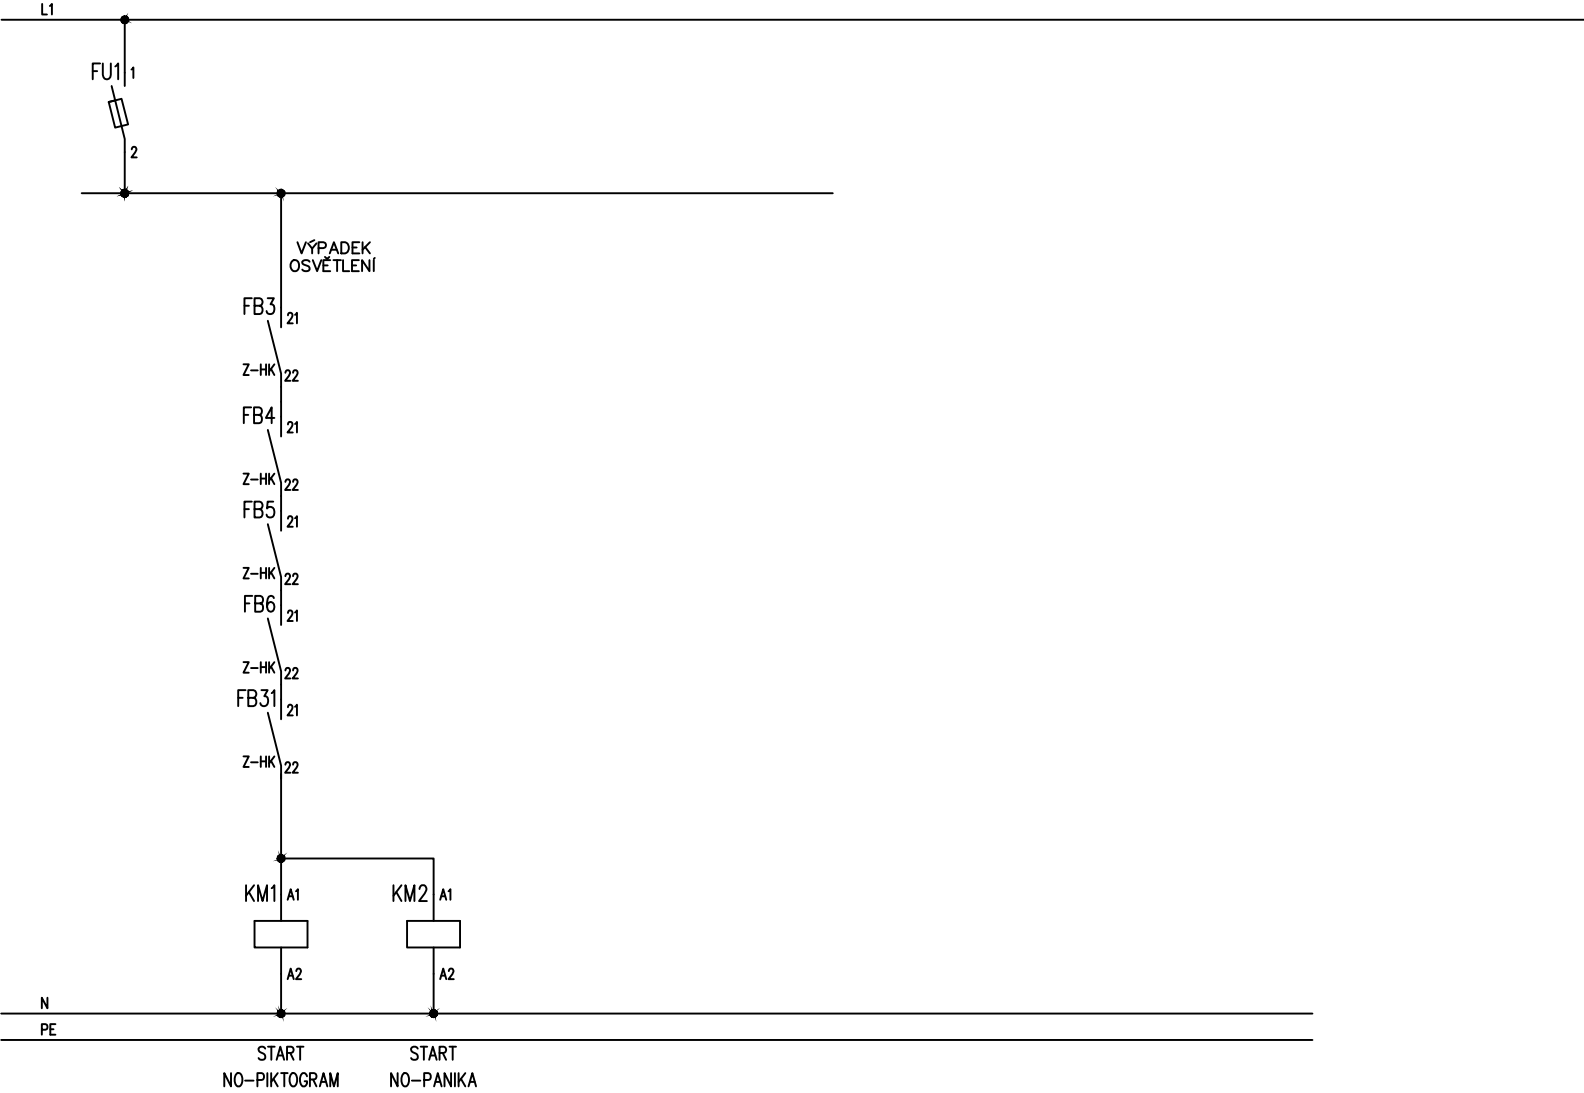 L1
FU1 1
2
VÝPADEK
OSVĚTLENÍ
FB3 21
Z-HK 22
FB4 21
Z-HK 22
FB5 21
Z-HK 22
FB6 21
Z-HK 22
FB31 21
Z-HK 22
KM1 A1 KM2 A1
A2 A2
N
PE
START START
NO-PIKTOGRAM NO-PANIKA